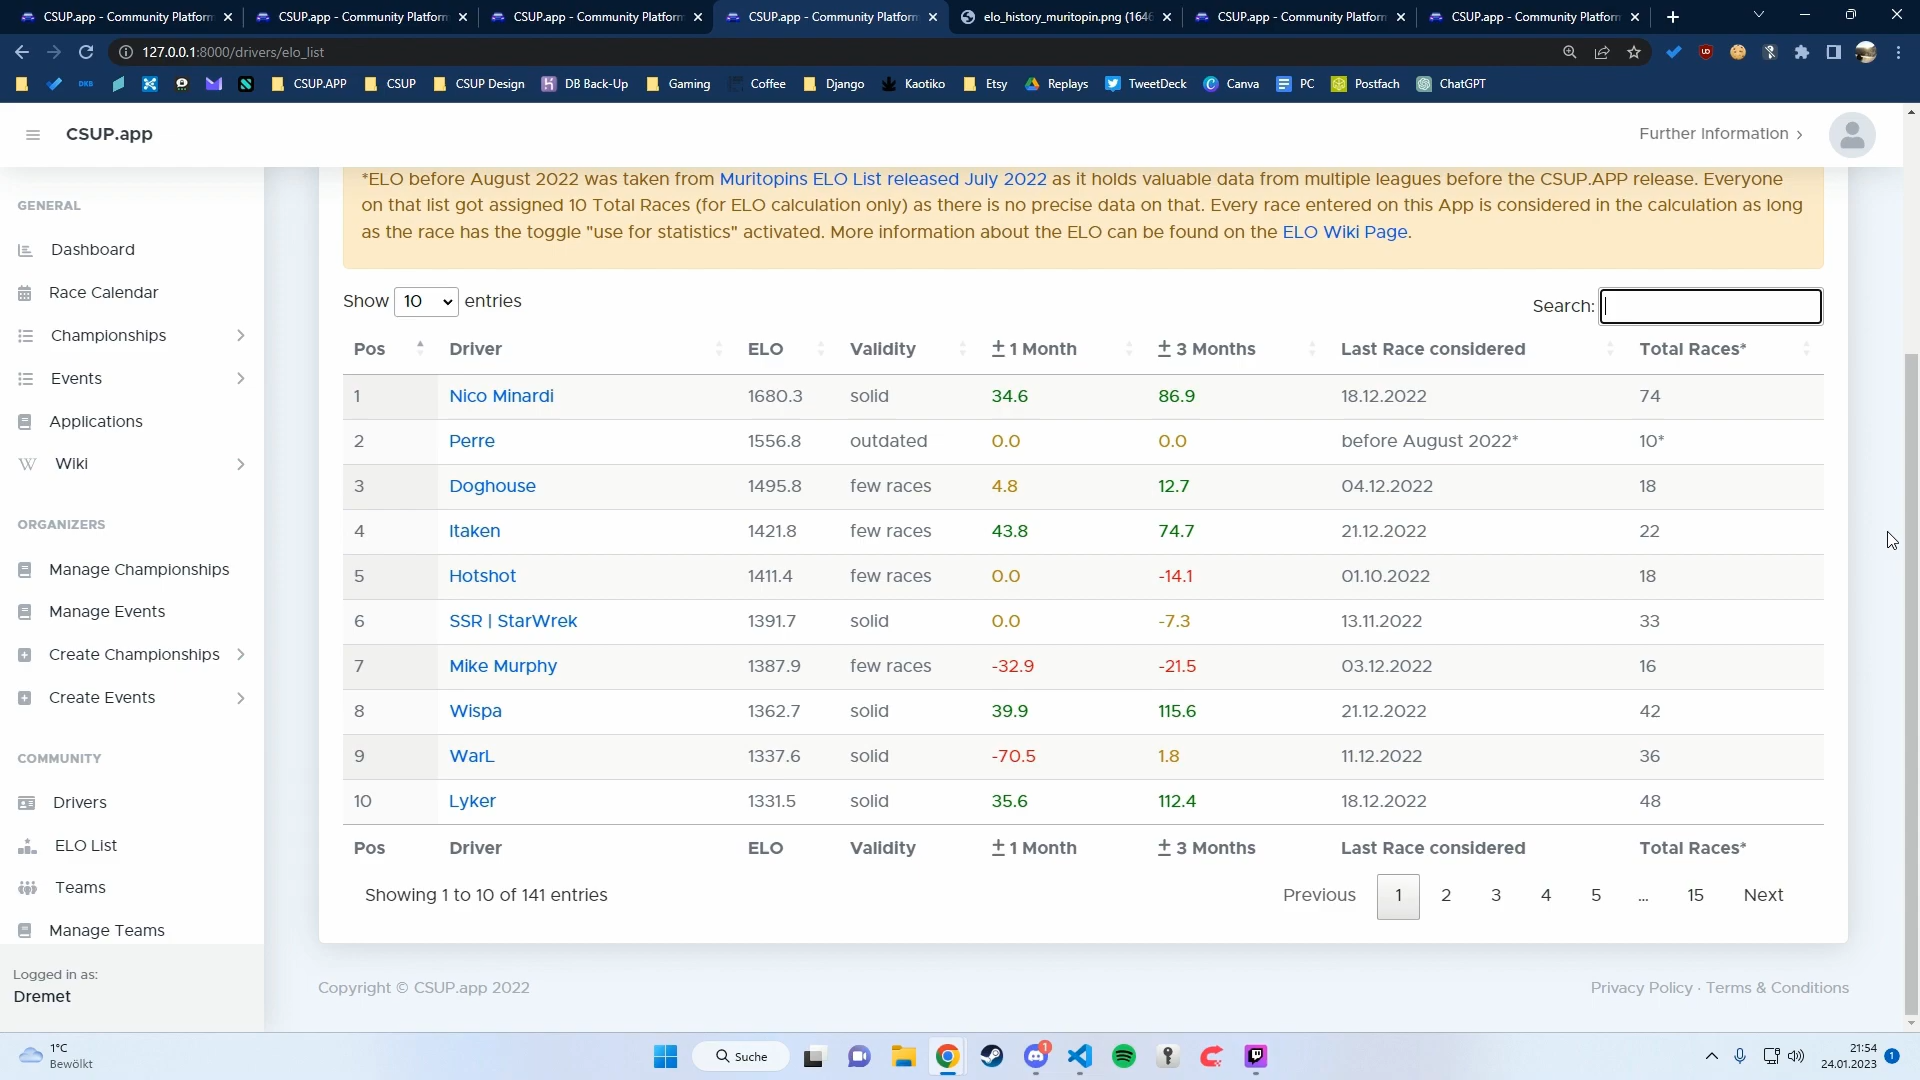 CSUP.app - Community Platform
CSUP.app - Community Platform
CSUP.app - Community Platform
CSUP.app - Community Platform
elo_history_muritopin.png (164
CSUP.app - Community Platform
CSUP.app - Community Platform
127.0.0.1:8000/drivers/elo_list
DKB
CSUP.APP
CSUP
CSUP Design
DB Back-Up
Gaming
Coffee
Django
Kaotiko
Etsy
Replays
TweetDeck
Canva
PC
Postfach
ChatGPT
CSUP.app
Further Information
*ELO before August 2022 was taken from Muritopins ELO List released July 2022 as it holds valuable data from multiple leagues before the CSUP.APP release. Everyone
on that list got assigned 10 Total Races (for ELO calculation only) as there is no precise data on that. Every race entered on this App is considered in the calculation as long
as the race has the toggle "use for statistics" activated. More information about the ELO can be found on the ELO Wiki Page.
GENERAL
Dashboard
Race Calendar
Championships
Events
Applications
Wiki
ORGANIZERS
Manage Championships
Manage Events
Create Championships
Create Events
COMMUNITY
Drivers
ELO List
Teams
Manage Teams
Logged in as:
Dremet
Show 10 entries
Search:
Pos Driver ELO Validity ± 1 Month ± 3 Months Last Race considered Total Races*
1 Nico Minardi 1680.3 solid 34.6 86.9 18.12.2022 74
2 Perre 1556.8 outdated 0.0 0.0 before August 2022* 10*
3 Doghouse 1495.8 few races 4.8 12.7 04.12.2022 18
4 Itaken 1421.8 few races 43.8 74.7 21.12.2022 22
5 Hotshot 1411.4 few races 0.0 -14.1 01.10.2022 18
6 SSR | StarWrek 1391.7 solid 0.0 -7.3 13.11.2022 33
7 Mike Murphy 1387.9 few races -32.9 -21.5 03.12.2022 16
8 Wispa 1362.7 solid 39.9 115.6 21.12.2022 42
9 WarL 1337.6 solid -70.5 1.8 11.12.2022 36
10 Lyker 1331.5 solid 35.6 112.4 18.12.2022 48
Pos Driver ELO Validity ± 1 Month ± 3 Months Last Race considered Total Races*
Showing 1 to 10 of 141 entries
Previous 1 2 3 4 5 … 15 Next
Copyright © CSUP.app 2022
Privacy Policy · Terms & Conditions
1°C
Bewölkt
Suche
1
21:54
24.01.2023
1